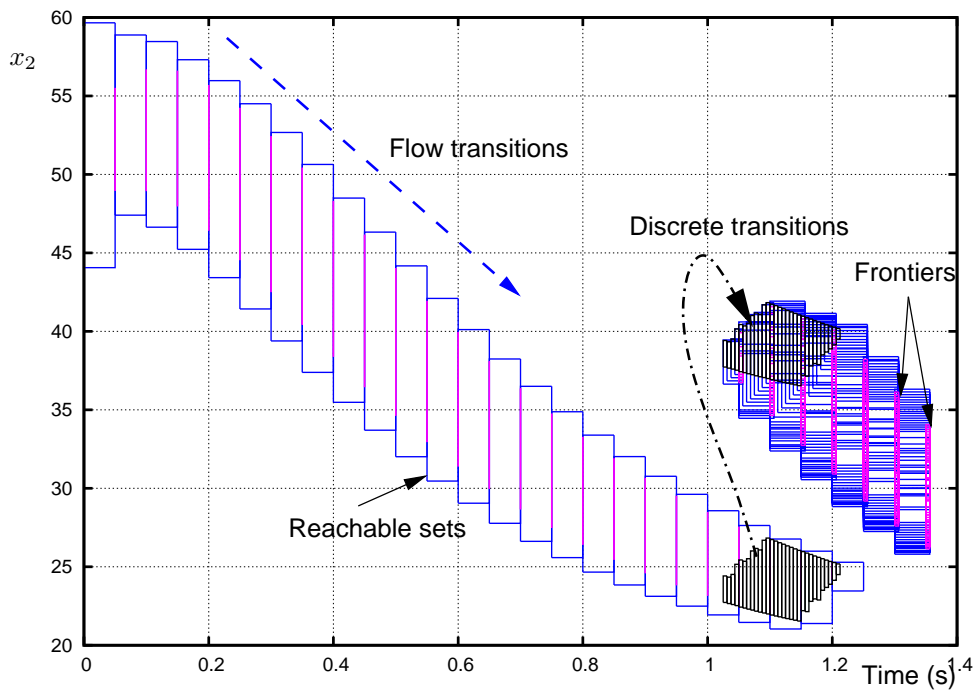 60
x₂
55
Flow transitions
50
Discrete transitions
45
Frontiers
40
35
30
Reachable sets
25
20
0 0.2 0.4 0.6 0.8 1 1.2 1.4
Time (s)